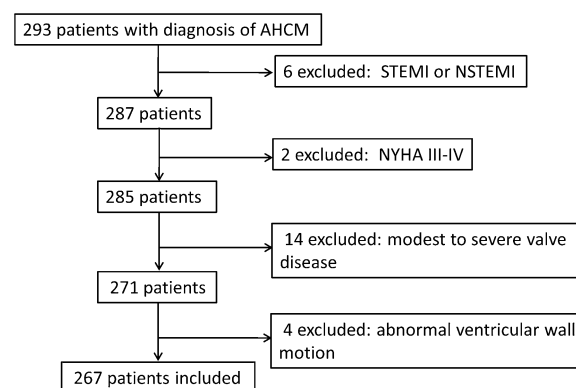 293 patients with diagnosis of AHCM
6 excluded: STEMI or NSTEMI
287 patients
2 excluded: NYHA III-IV
285 patients
14 excluded: modest to severe valve
disease
271 patients
4 excluded: abnormal ventricular wall
motion
267 patients included